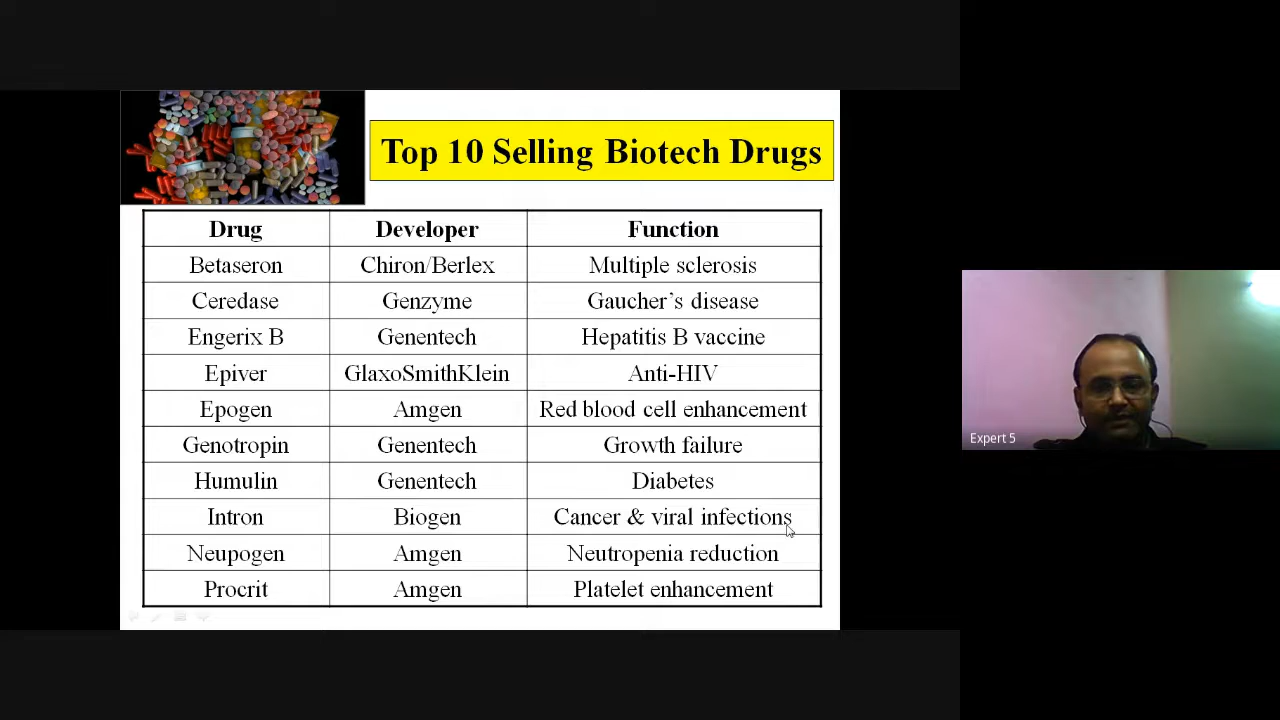 Top 10 Selling Biotech Drugs
Drug Developer Function
Betaseron Chiron/Berlex Multiple sclerosis
Ceredase Genzyme Gaucher's disease
Engerix B Genentech Hepatitis B vaccine
Epiver GlaxoSmithKlein Anti-HIV
Epogen Amgen Red blood cell enhancement
Genotropin Genentech Growth failure
Humulin Genentech Diabetes
Intron Biogen Cancer & viral infections
Neupogen Amgen Neutropenia reduction
Procrit Amgen Platelet enhancement
Expert 5